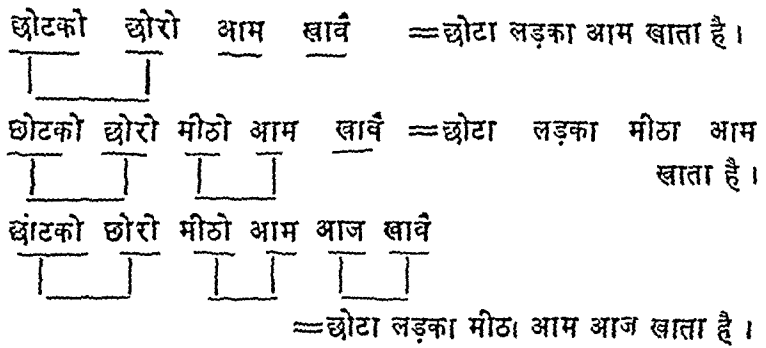 छोटको छोरो आम खावै =छोटा लड़का आम खाता है।
छोटको छोरो मीठो आम खावै =छोटा लड़का मीठा आम
खाता है।
छांटको छोरो मीठो आम आज खावै
=छोटा लड़का मीठा आम आज खाता है।